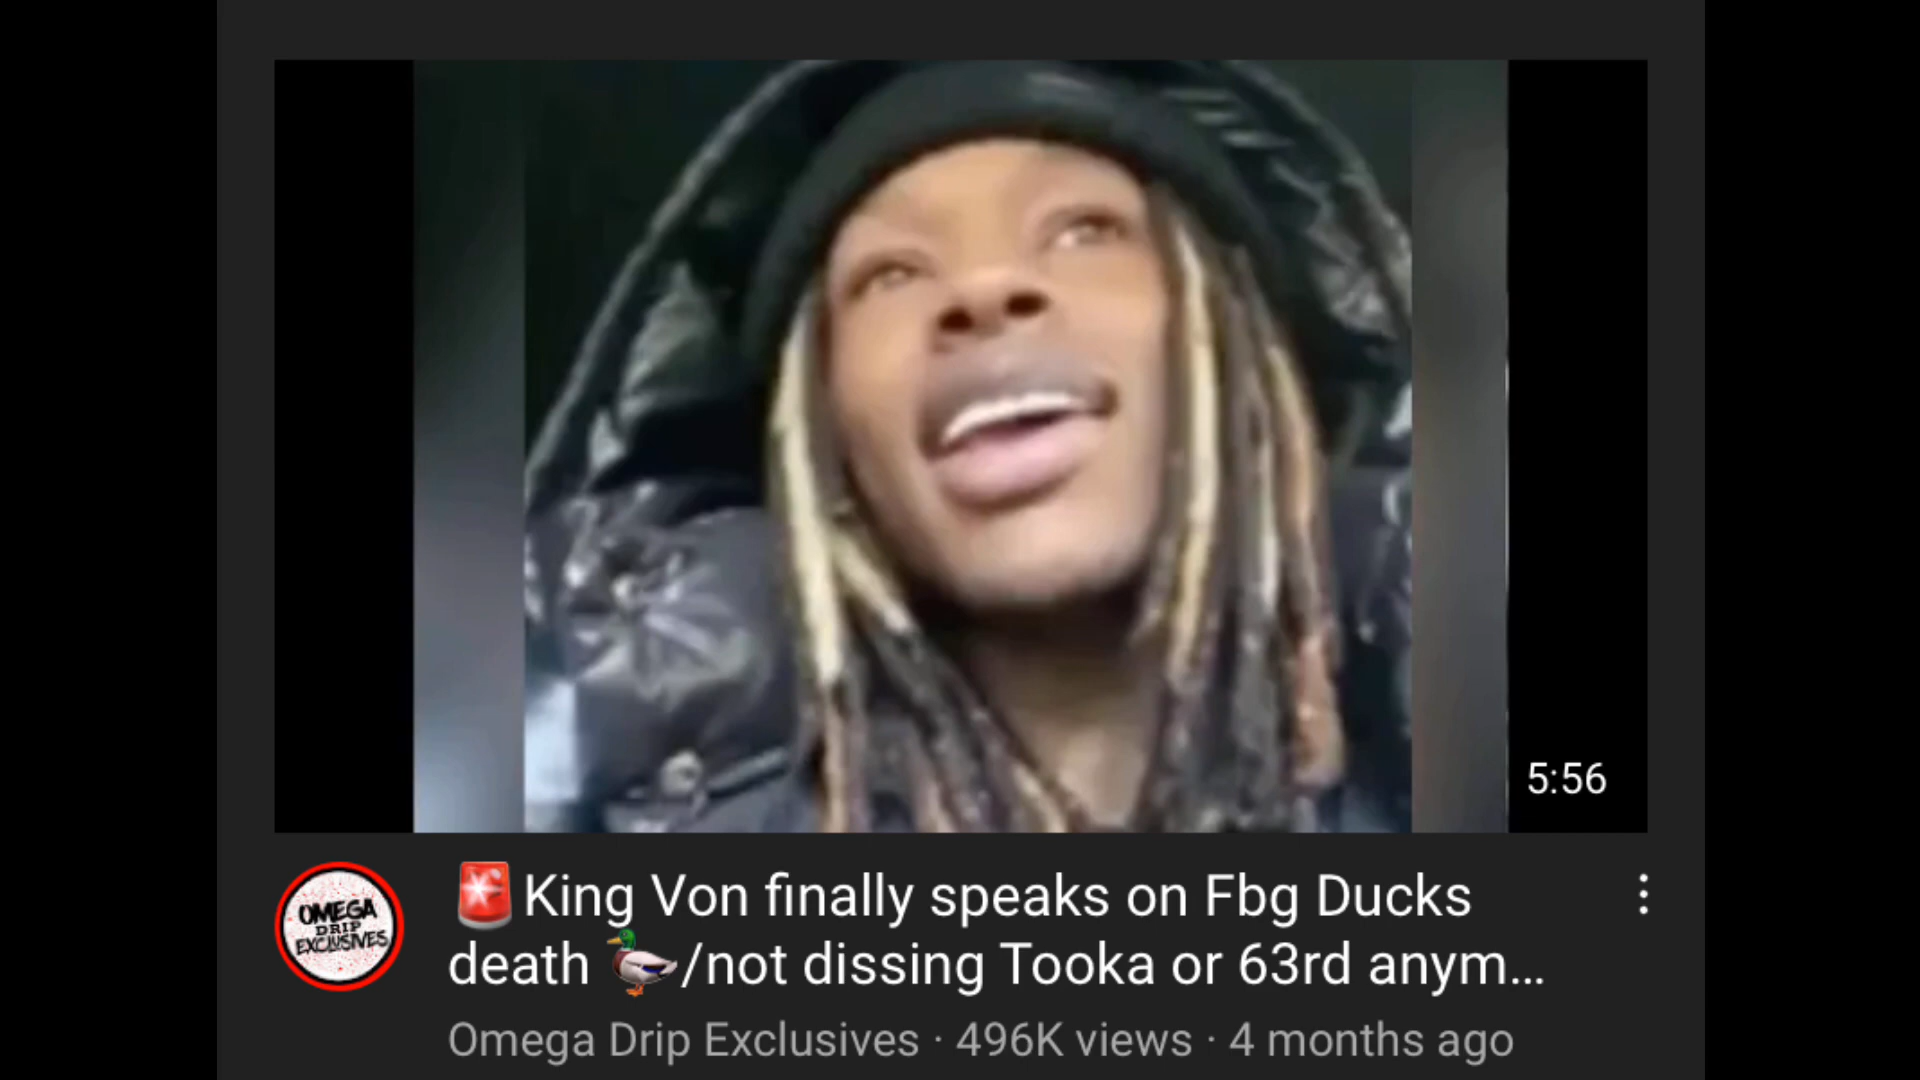 5:56
OMEGA
DRIP
EXCLUSIVES
🚨King Von finally speaks on Fbg Ducks
death 🦆/not dissing Tooka or 63rd anym...
Omega Drip Exclusives · 496K views · 4 months ago